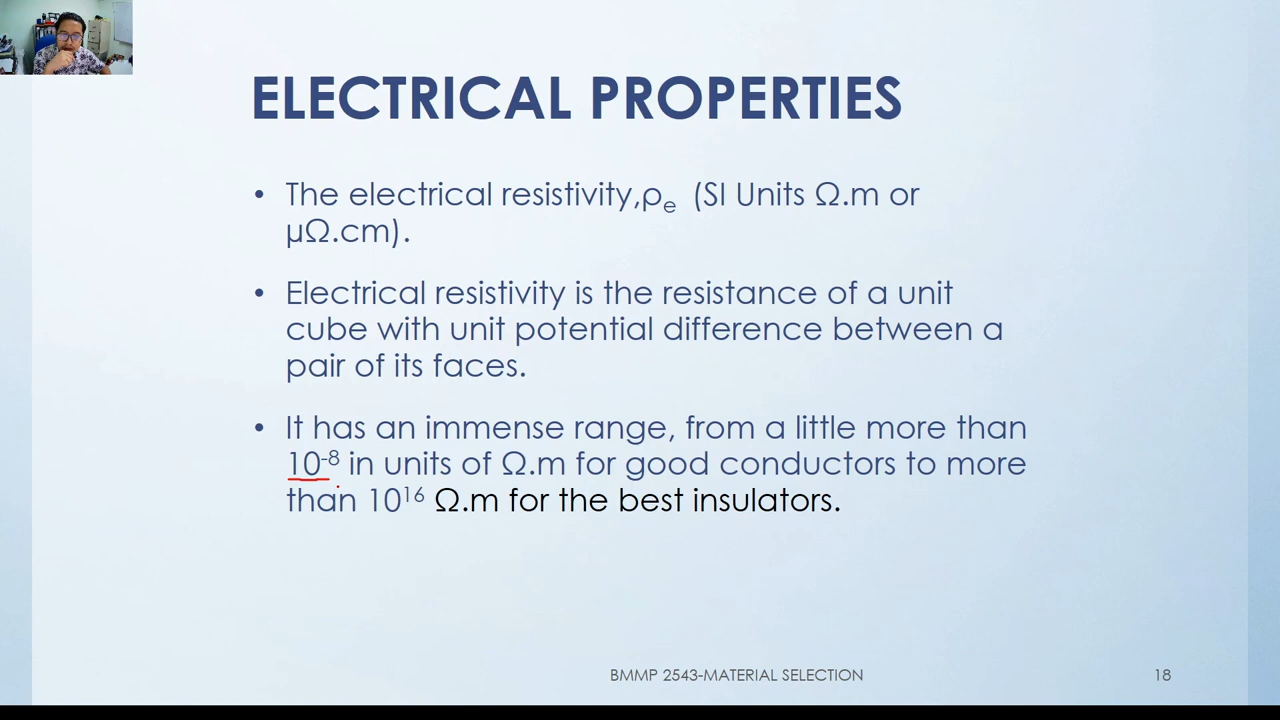 ELECTRICAL PROPERTIES
• The electrical resistivity,ρₑ (SI Units Ω.m or
µΩ.cm).
• Electrical resistivity is the resistance of a unit
cube with unit potential difference between a
pair of its faces.
• It has an immense range, from a little more than
10⁻⁸ in units of Ω.m for good conductors to more
than 10¹⁶ Ω.m for the best insulators.
BMMP 2543-MATERIAL SELECTION 18